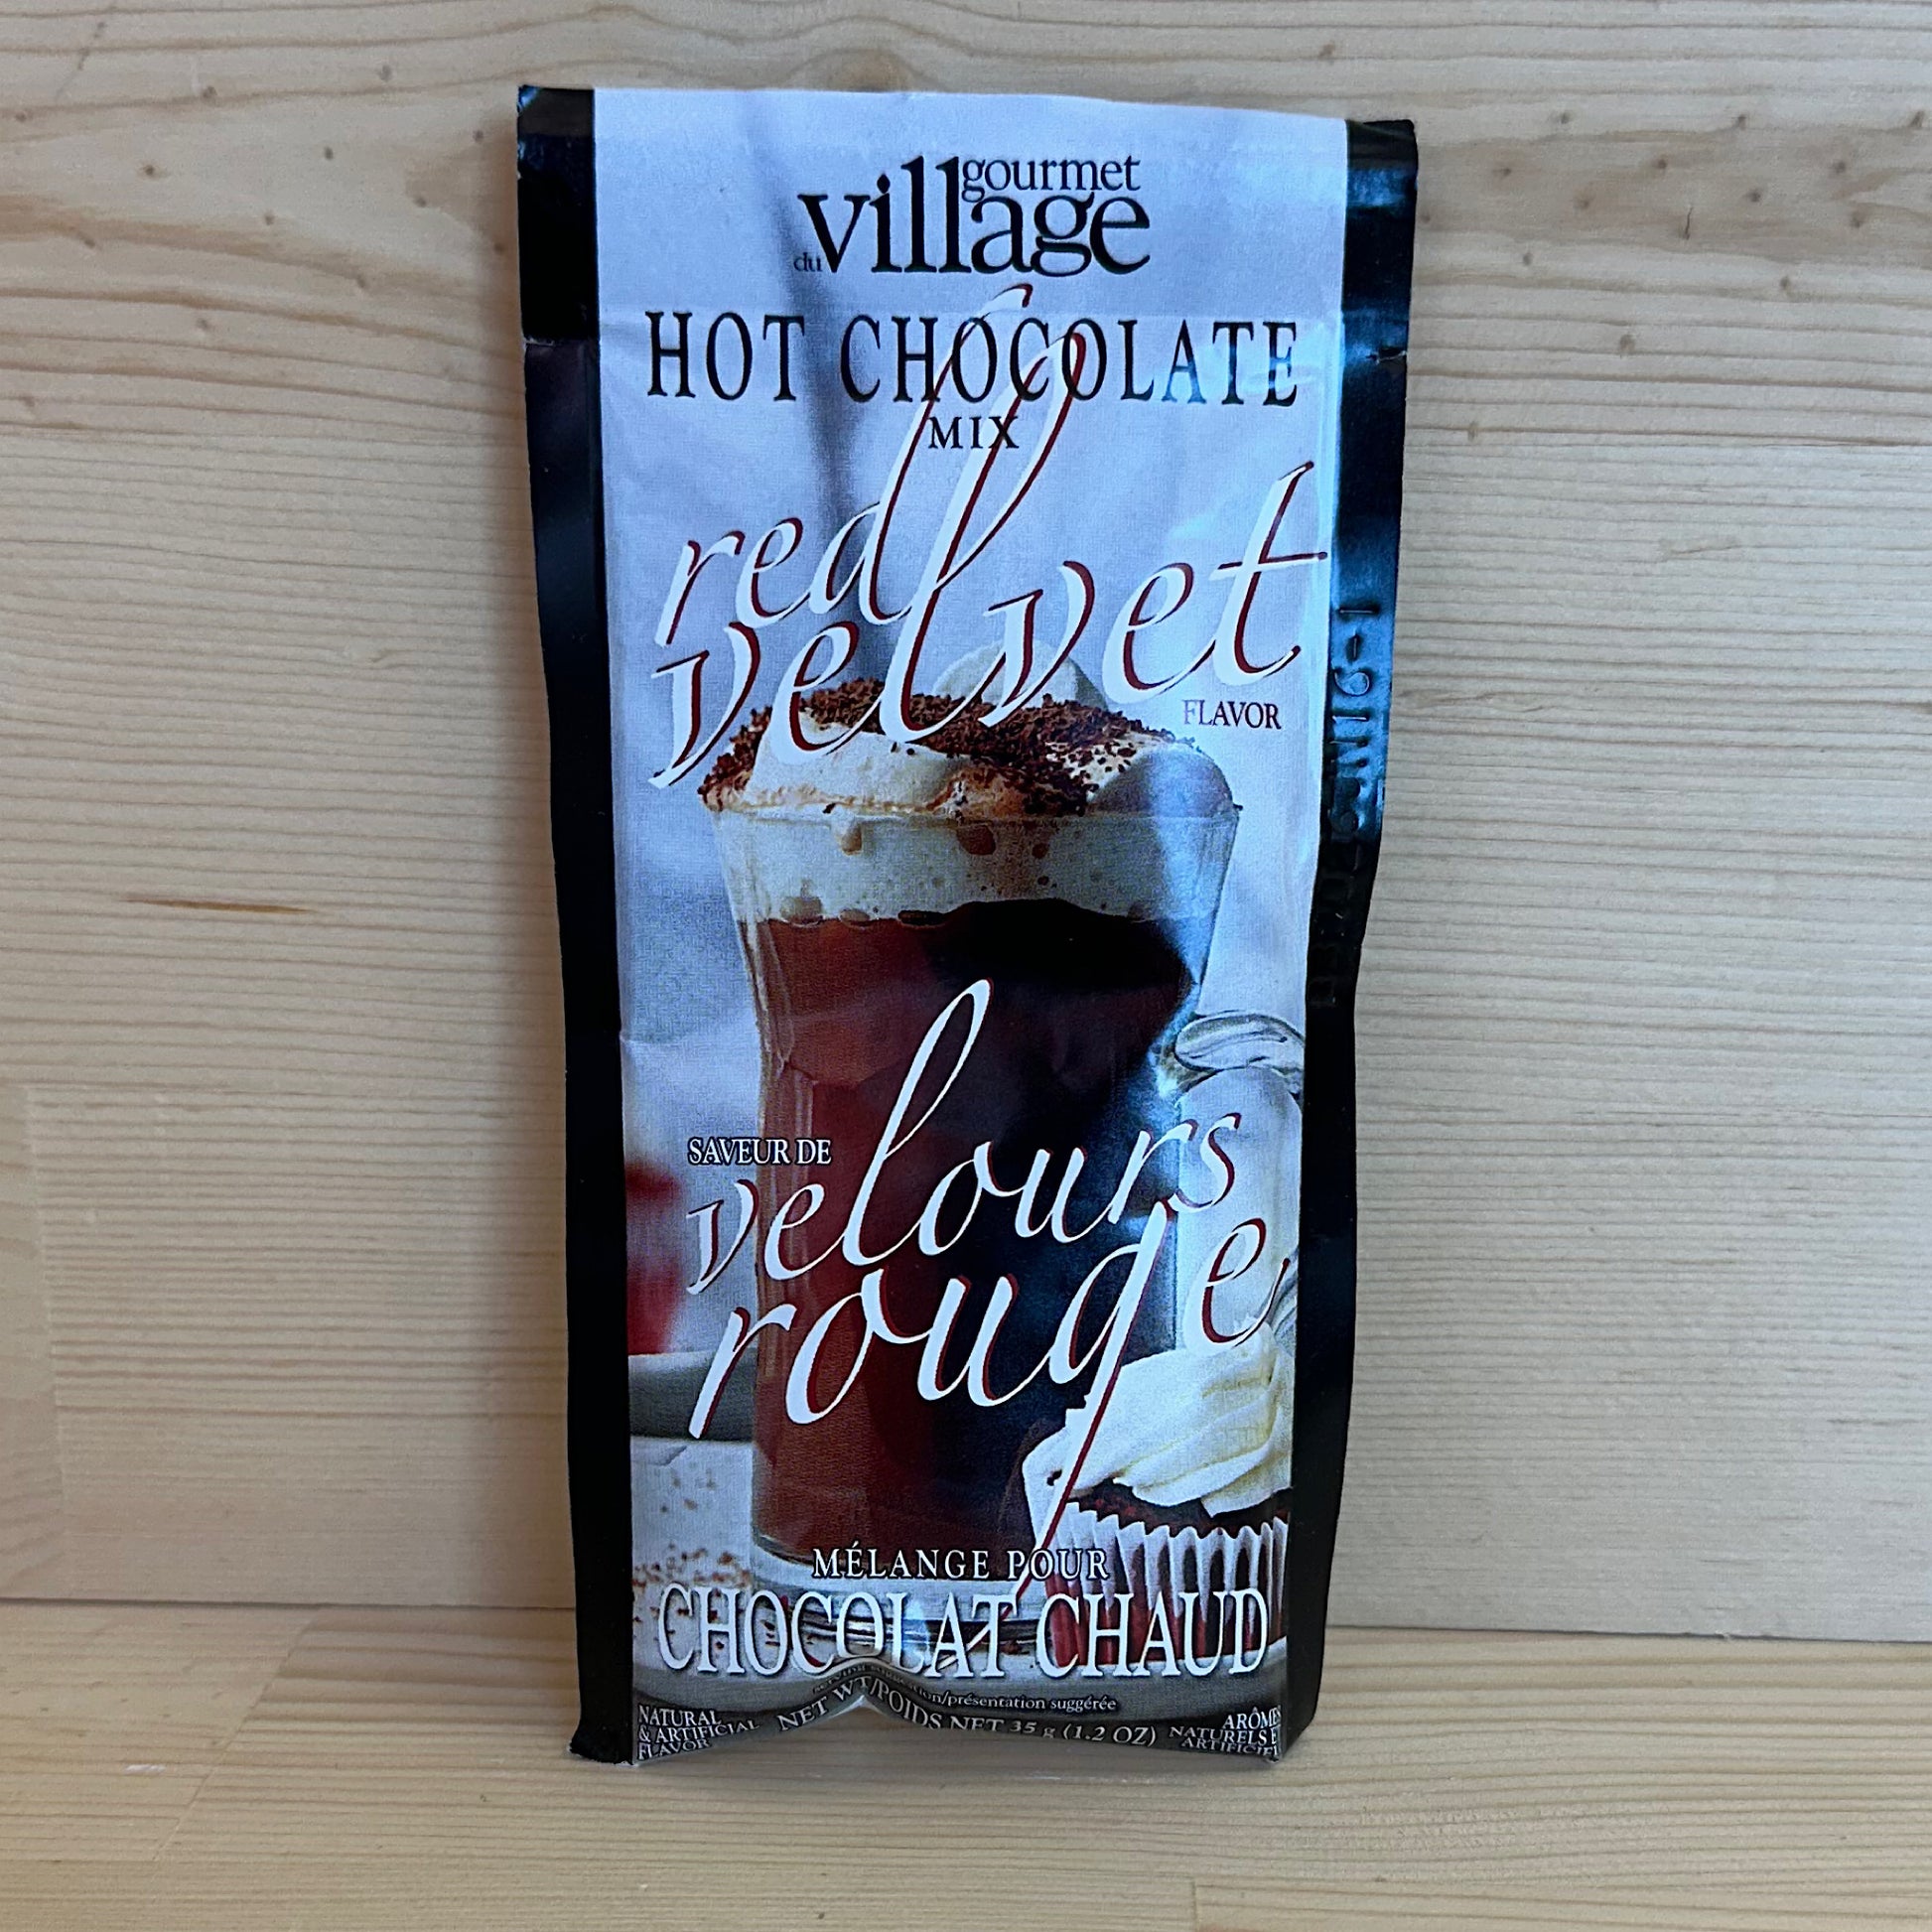 gourmet
du village
HOT CHOCOLATE
MIX
red
velvet
FLAVOR
SAVEUR DE
velours
rouge
MÉLANGE POUR
CHOCOLAT CHAUD
présentation suggérée
NATURAL
& ARTIFICIAL
FLAVOR
NET WT/POIDS NET 35 g (1.2 OZ)
ARÔMES
NATURELS ET
ARTIFICIEL